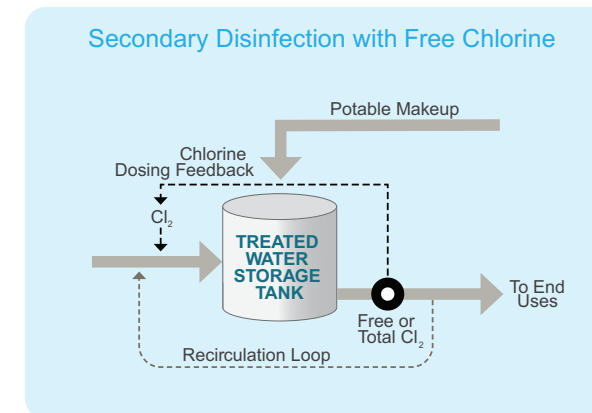 Secondary Disinfection with Free Chlorine
Potable Makeup
Chlorine
Dosing Feedback
Cl₂
TREATED
WATER
STORAGE
TANK
To End
Uses
Free or
Total Cl₂
Recirculation Loop